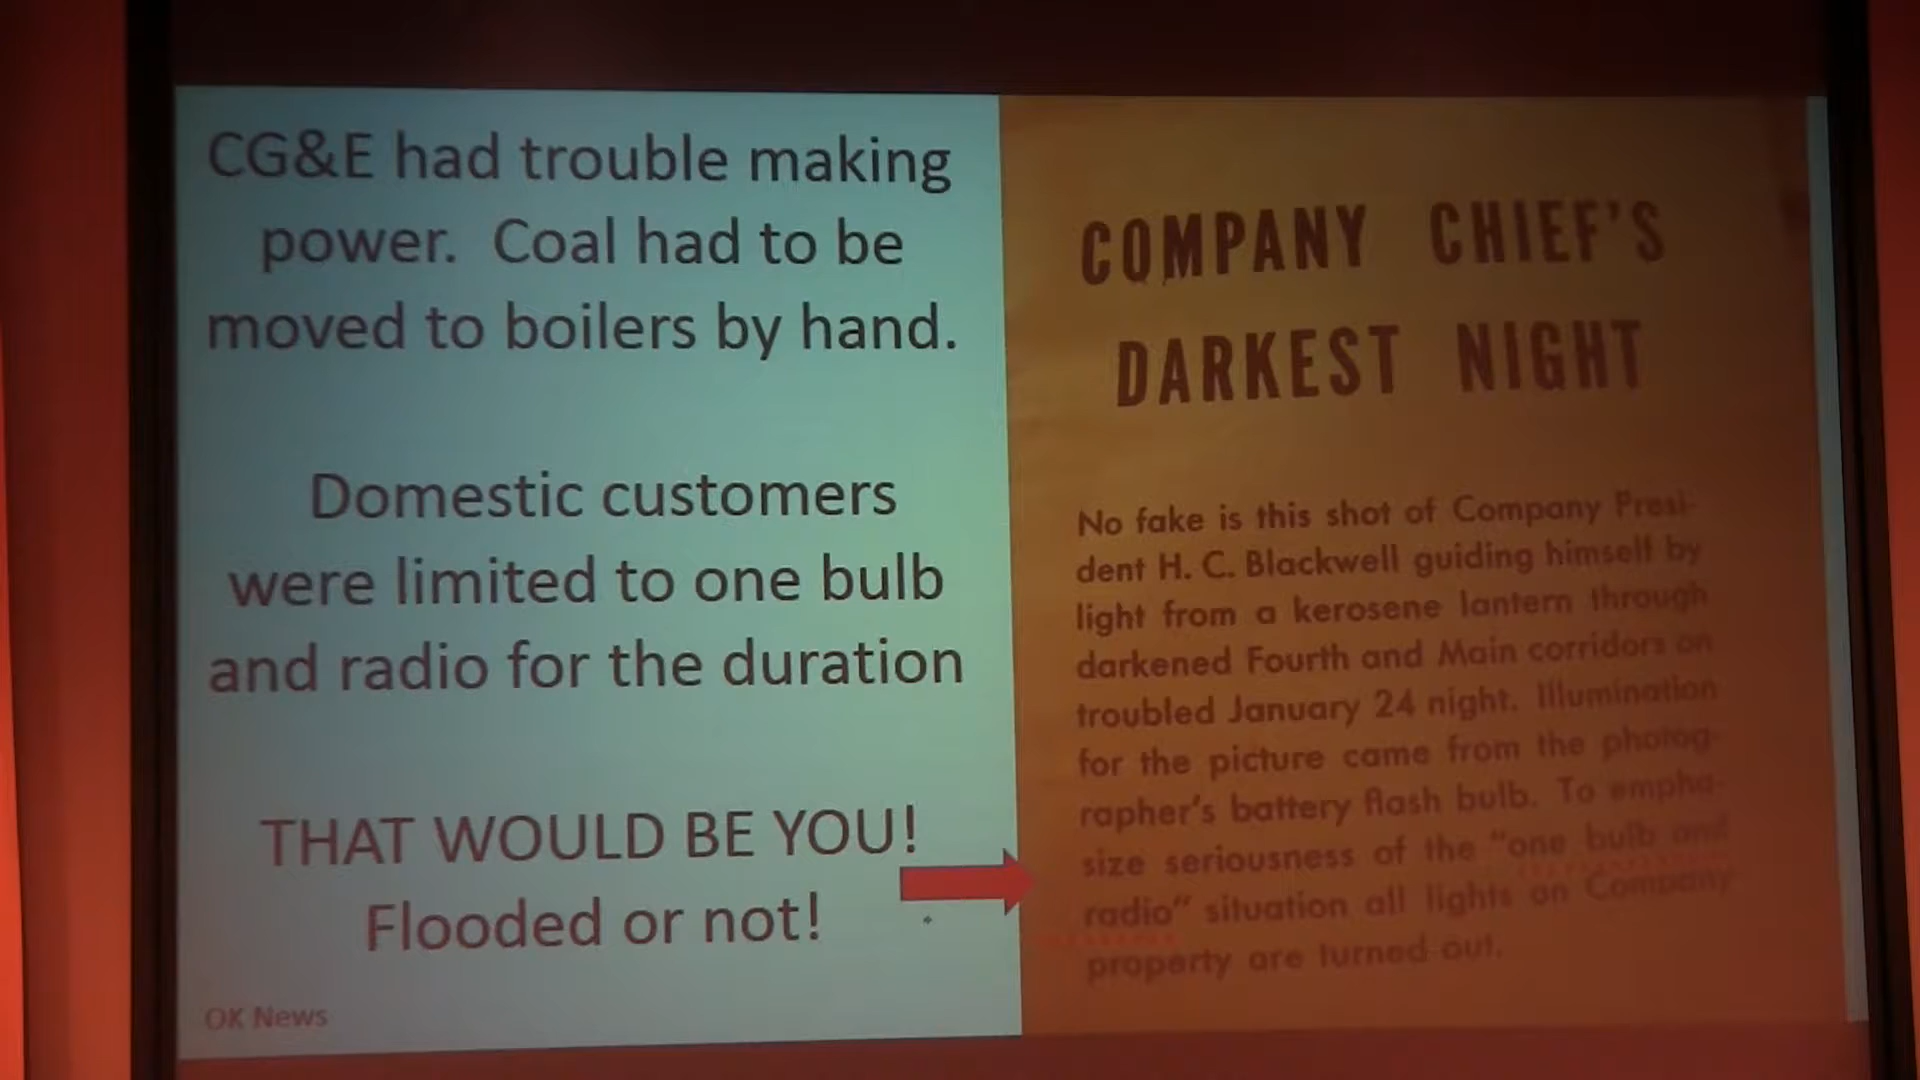 CG&E had trouble making
power. Coal had to be
moved to boilers by hand.
Domestic customers
were limited to one bulb
and radio for the duration
THAT WOULD BE YOU!
Flooded or not!
OK News
COMPANY CHIEF'S
DARKEST NIGHT
No fake is this shot of Company Presi-
dent H. C. Blackwell guiding himself by
light from a kerosene lantern through
darkened Fourth and Main corridors on
troubled January 24 night. Illumination
for the picture came from the photog-
rapher's battery flash bulb. To empha-
size seriousness of the "one bulb and
radio" situation all lights on Company
property are turned out.